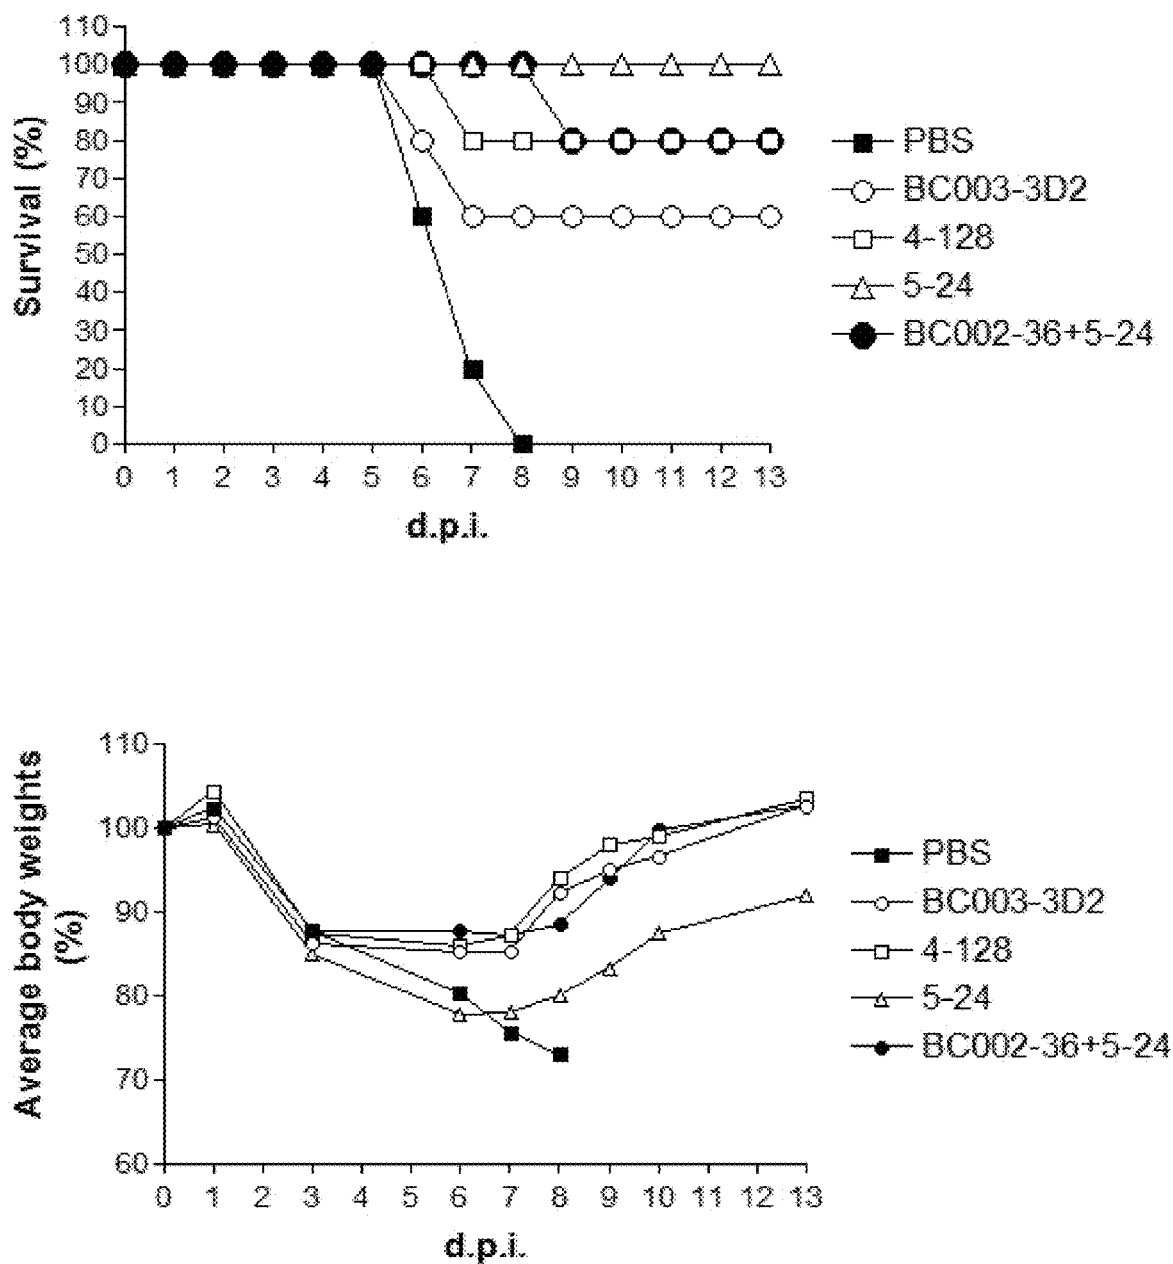 110
100
90
80
70
60
50
40
30
20
10
0
Survival (%)
0 1 2 3 4 5 6 7 8 9 10 11 12 13
d.p.i.
PBS
BC003-3D2
4-128
5-24
BC002-36+5-24
110
100
90
80
70
60
Average body weights
(%)
0 1 2 3 4 5 6 7 8 9 10 11 12 13
d.p.i.
PBS
BC003-3D2
4-128
5-24
BC002-36+5-24